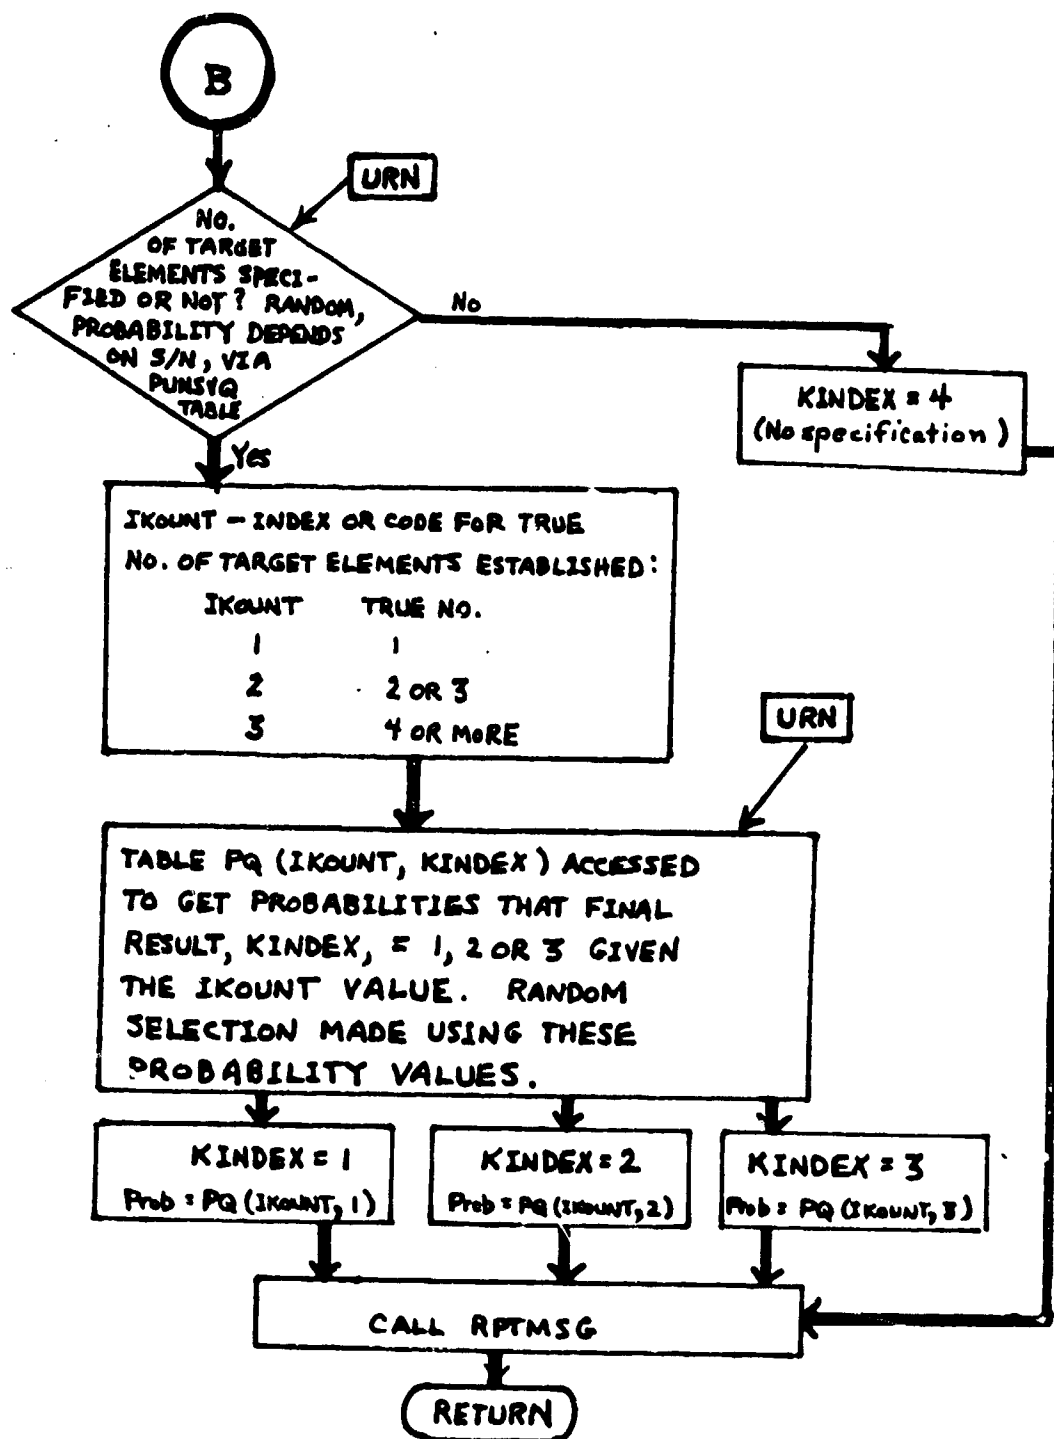 B
URN
NO.
OF TARGET
ELEMENTS SPECI-
FIED OR NOT? RANDOM,
PROBABILITY DEPENDS
ON S/N, VIA
TABLE
No
KINDEX = 4
(No specification)
Yes
IKOUNT - INDEX OR CODE FOR TRUE
NO. OF TARGET ELEMENTS ESTABLISHED:
IKOUNT TRUE NO.
1 1
2 2 OR 3
3 4 OR MORE
URN
TABLE PQ (IKOUNT, KINDEX) ACCESSED
TO GET PROBABILITIES THAT FINAL
RESULT, KINDEX, = 1, 2 OR 3 GIVEN
THE IKOUNT VALUE. RANDOM
SELECTION MADE USING THESE
PROBABILITY VALUES.
KINDEX = 1
Prob = PQ (IKOUNT, 1)
KINDEX = 2
Prob = PQ (IKOUNT, 2)
KINDEX = 3
Prob = PQ (IKOUNT, 3)
CALL RPTMSG
RETURN